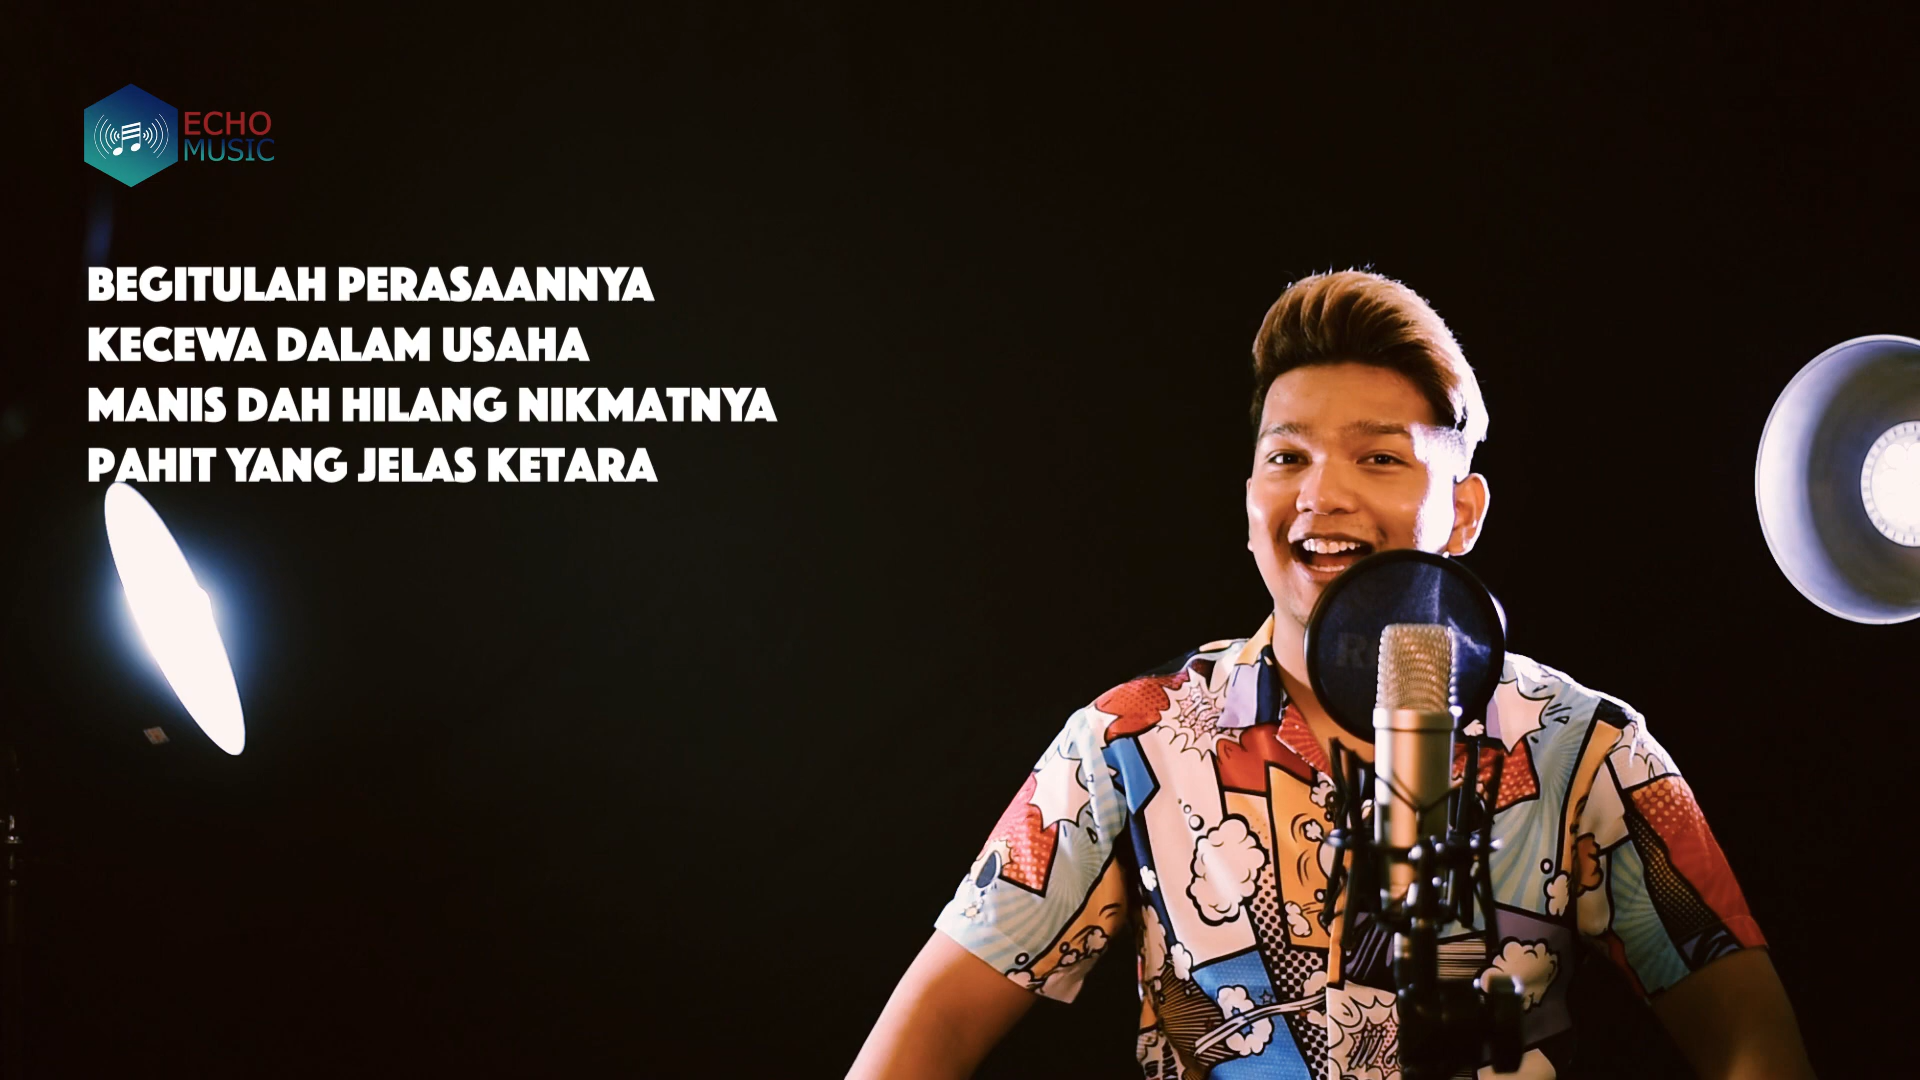 ECHO
MUSIC
BEGITULAH PERASAANNYA
KECEWA DALAM USAHA
MANIS DAH HILANG NIKMATNYA
PAHIT YANG JELAS KETARA